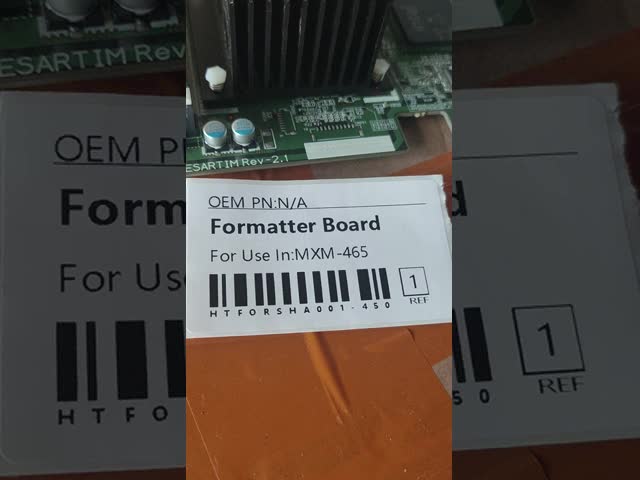 ESARTIM Rev-2.1
OEM PN:N/A
Formatter Board
For Use In:MXM-465
1
REF
HTFORSHA001-450